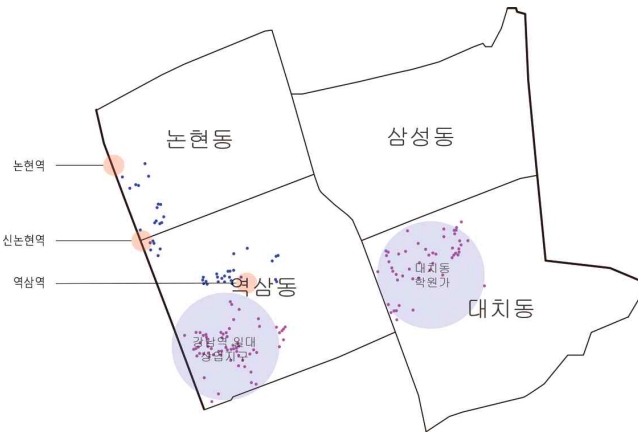 논현동
삼성동
논현역
신논현역
역삼역
역삼동
대치동
학원가
대치동
강남역 일대
상업지구